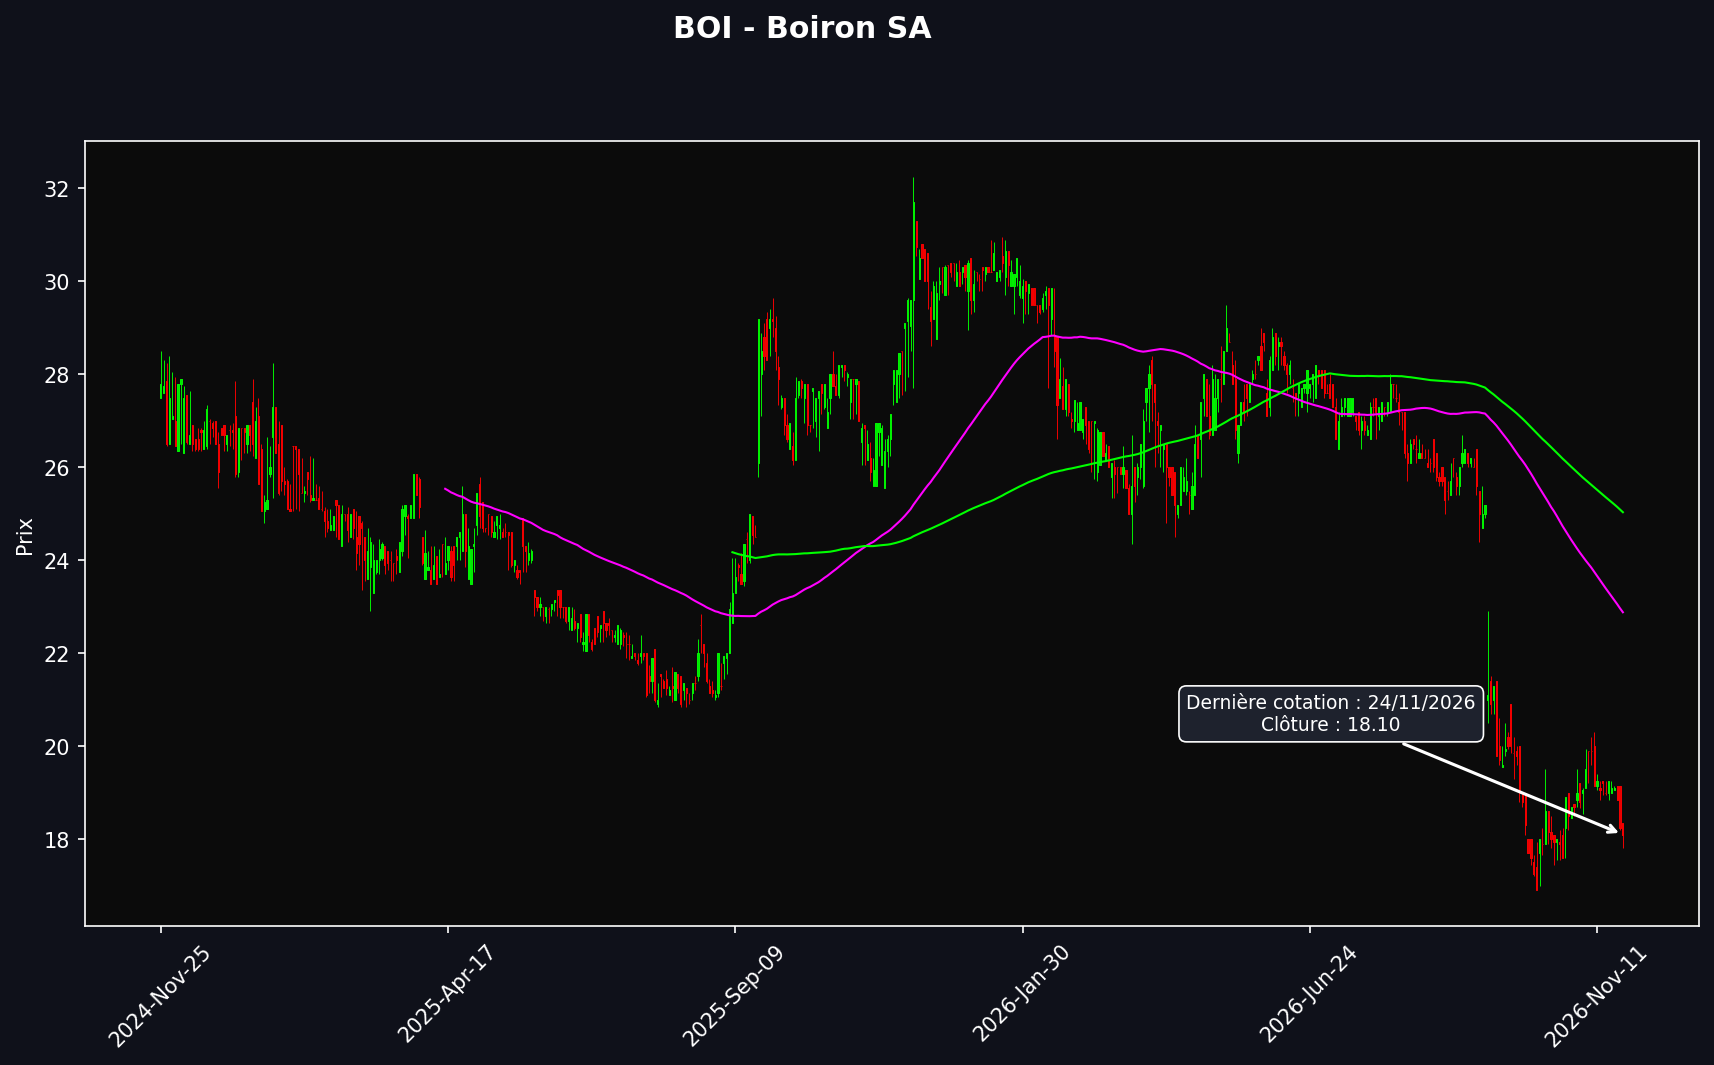 BOI - Boiron SA
Prix
32
30
28
26
24
22
20
18
Dernière cotation : 24/11/2026
Clôture : 18.10
2024-Nov-25
2025-Apr-17
2025-Sep-09
2026-Jan-30
2026-Jun-24
2026-Nov-11